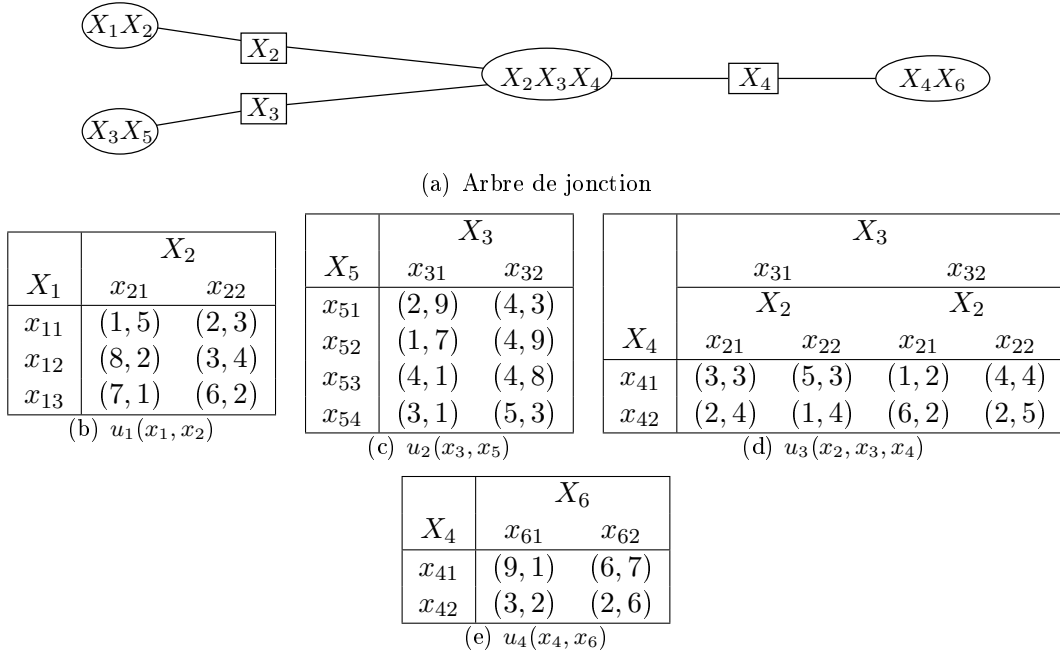 X₁X₂
X₂
X₂X₃X₄
X₄
X₄X₆
X₃
X₃X₅
(a) Arbre de jonction
X₂
X₁ x₂₁ x₂₂
x₁₁ (1, 5) (2, 3)
x₁₂ (8, 2) (3, 4)
x₁₃ (7, 1) (6, 2)
(b) u₁(x₁, x₂)
X₃
X₅ x₃₁ x₃₂
x₅₁ (2, 9) (4, 3)
x₅₂ (1, 7) (4, 9)
x₅₃ (4, 1) (4, 8)
x₅₄ (3, 1) (5, 3)
(c) u₂(x₃, x₅)
X₃
x₃₁ x₃₂
X₂ X₂
X₄ x₂₁ x₂₂ x₂₁ x₂₂
x₄₁ (3, 3) (5, 3) (1, 2) (4, 4)
x₄₂ (2, 4) (1, 4) (6, 2) (2, 5)
(d) u₃(x₂, x₃, x₄)
X₆
X₄ x₆₁ x₆₂
x₄₁ (9, 1) (6, 7)
x₄₂ (3, 2) (2, 6)
(e) u₄(x₄, x₆)